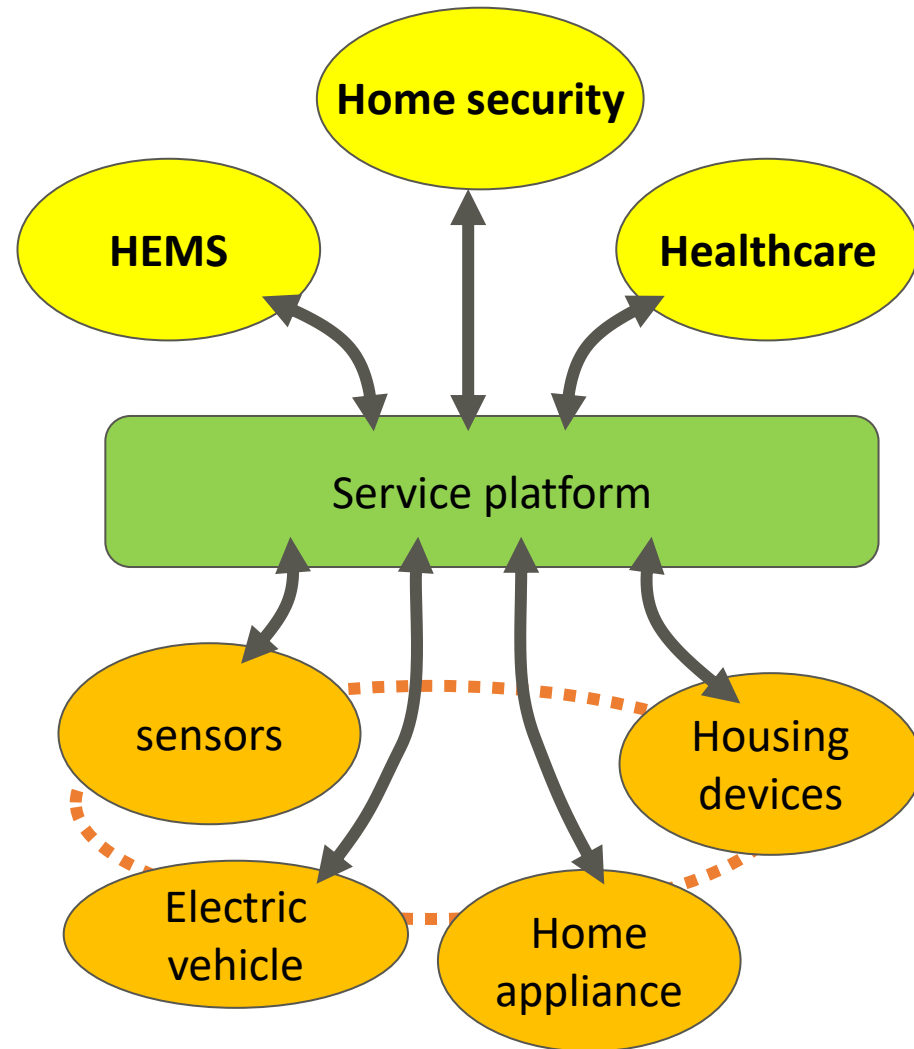 Home security
HEMS
Healthcare
Service platform
sensors
Housing
devices
Electric
vehicle
Home
appliance